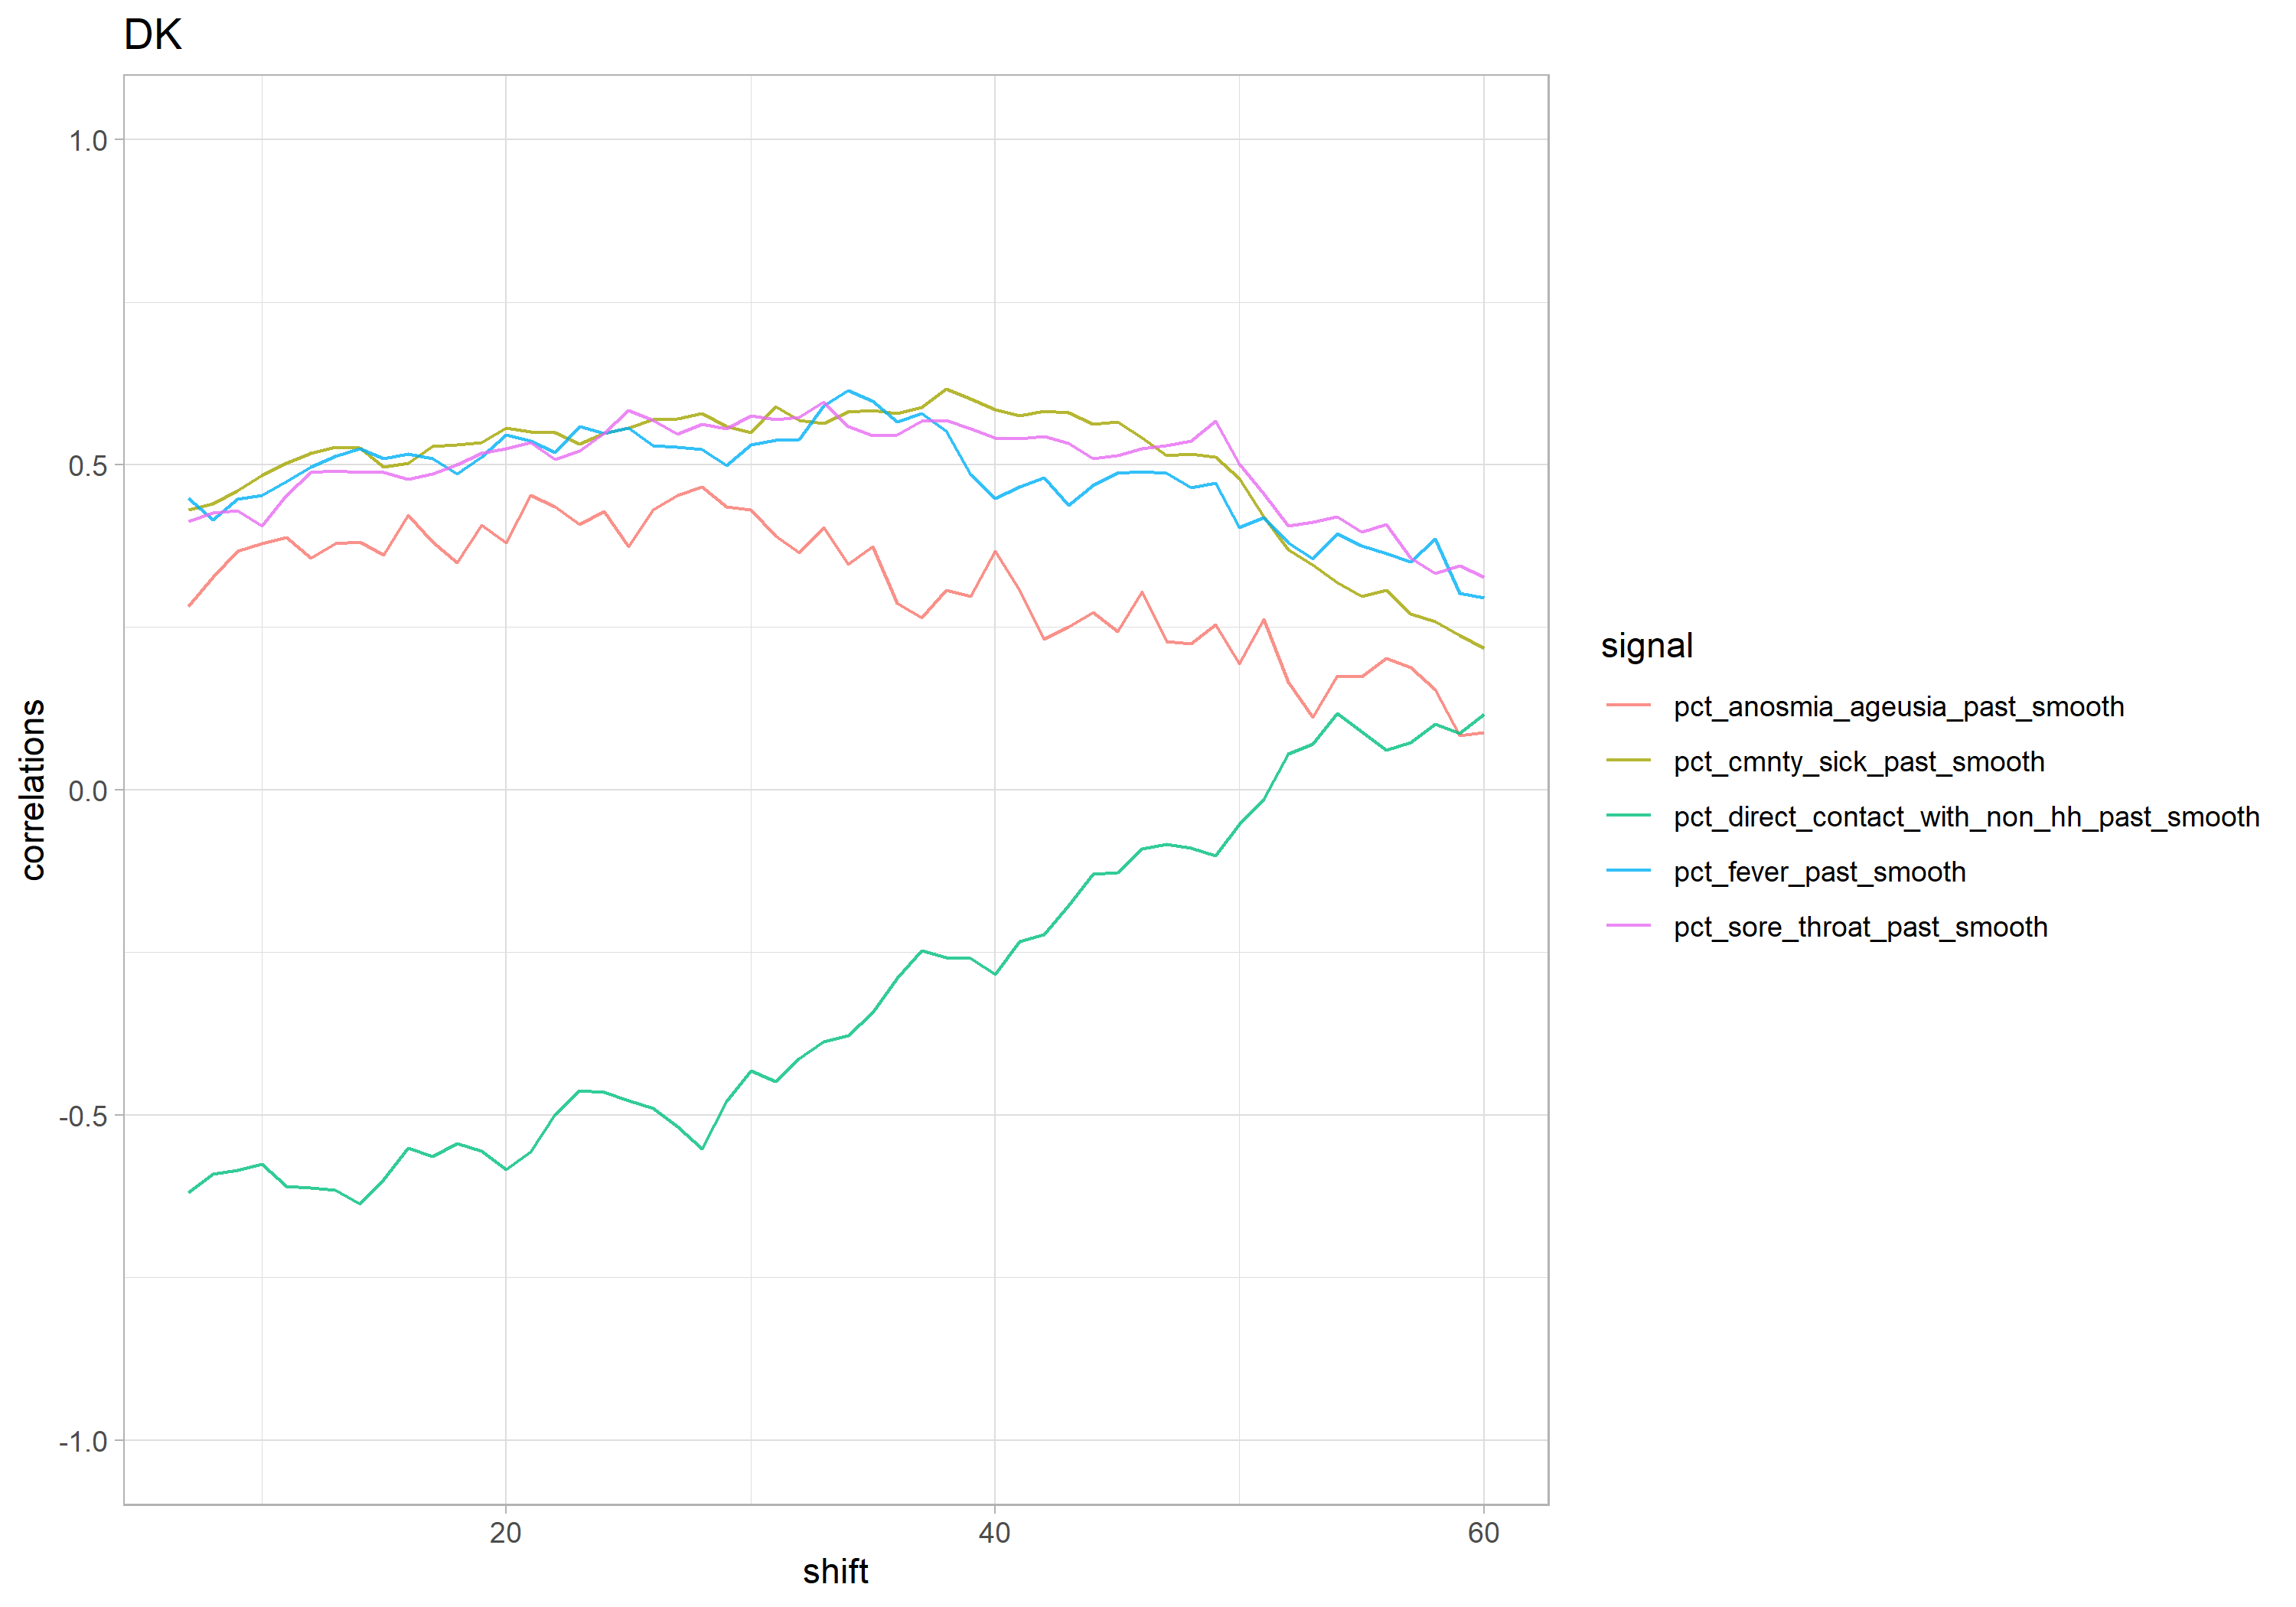 DK
1.0
0.5
0.0
-0.5
-1.0
correlations
20 40 60
shift
signal
pct_anosmia_ageusia_past_smooth
pct_cmnty_sick_past_smooth
pct_direct_contact_with_non_hh_past_smooth
pct_fever_past_smooth
pct_sore_throat_past_smooth